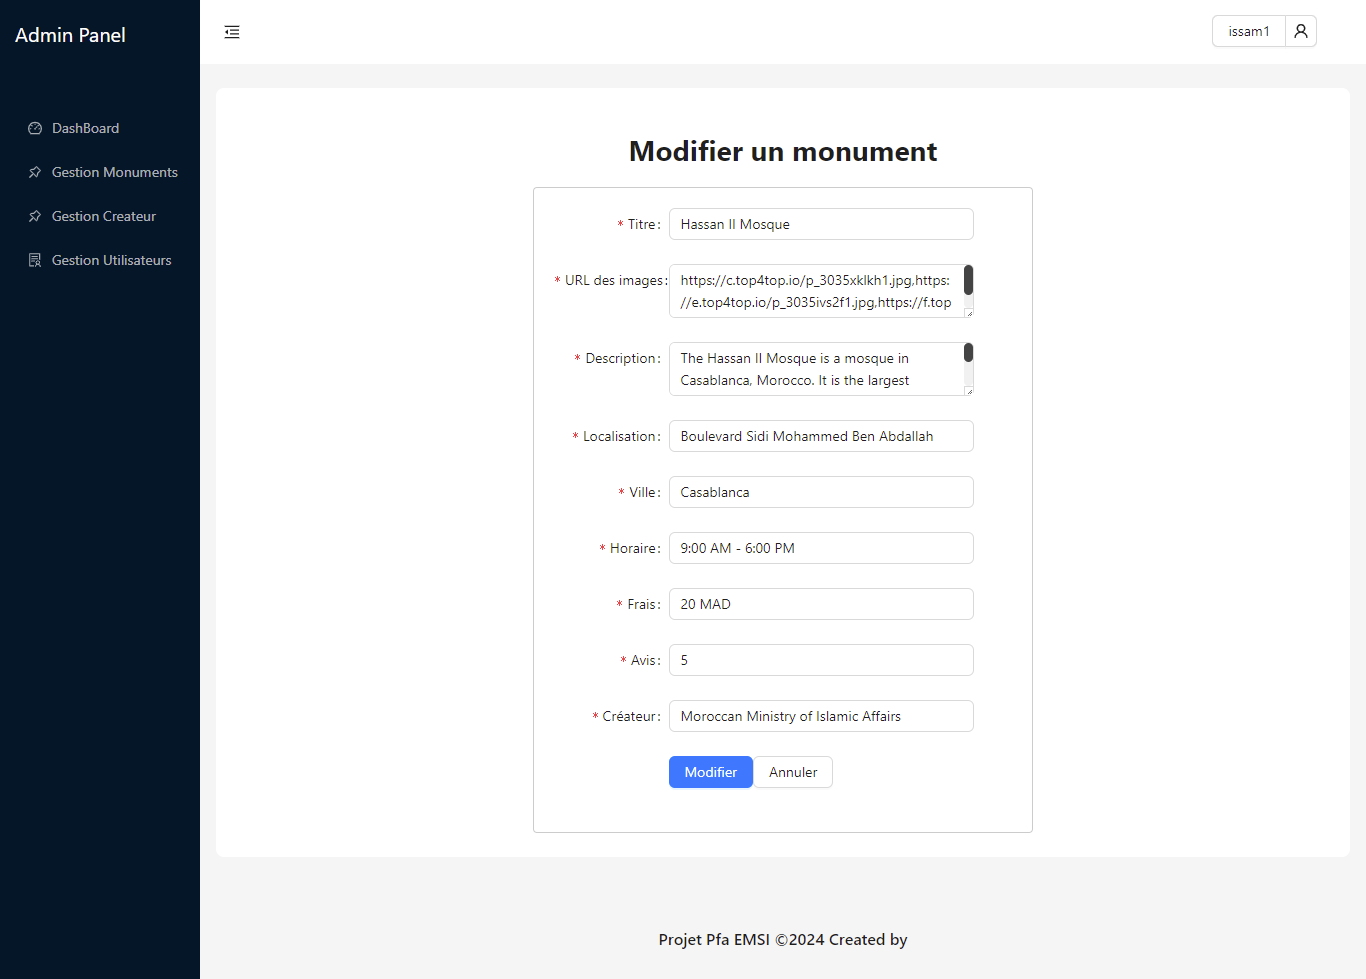 Admin Panel
issam1
DashBoard
Gestion Monuments
Gestion Createur
Gestion Utilisateurs
Modifier un monument
* Titre: Hassan II Mosque
* URL des images: https://c.top4top.io/p_3035xklkh1.jpg,https:
//e.top4top.io/p_3035ivs2f1.jpg,https://f.top
* Description: The Hassan II Mosque is a mosque in
Casablanca, Morocco. It is the largest
* Localisation: Boulevard Sidi Mohammed Ben Abdallah
* Ville: Casablanca
* Horaire: 9:00 AM - 6:00 PM
* Frais: 20 MAD
* Avis: 5
* Créateur: Moroccan Ministry of Islamic Affairs
Modifier Annuler
Projet Pfa EMSI ©2024 Created by